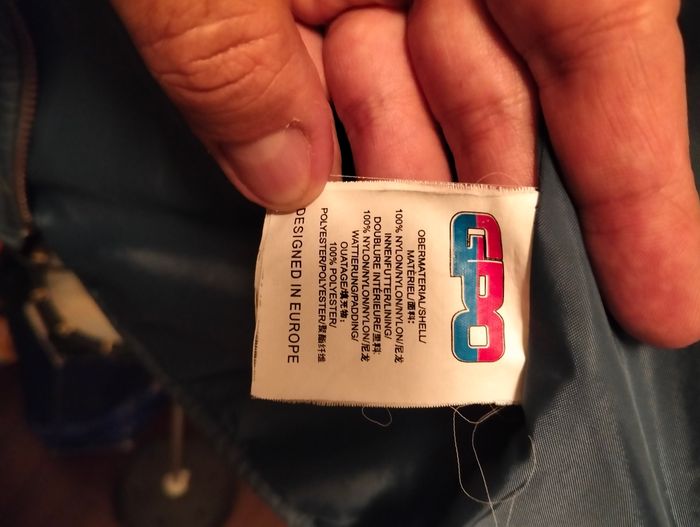 GPO
OBERMATERIAL/SHELL/
MATÉRIEL/面料:
100% NYLON/NYLON/NYLON/尼龙
INNENFUTTER/LINING/
DOUBLURE INTÉRIEURE/里料:
100% NYLON/NYLON/NYLON/尼龙
WATTIERUNG/PADDING/
OUATAGE/填充物:
100% POLYESTER/
POLYESTER/POLYESTER/聚酯纤维
DESIGNED IN EUROPE